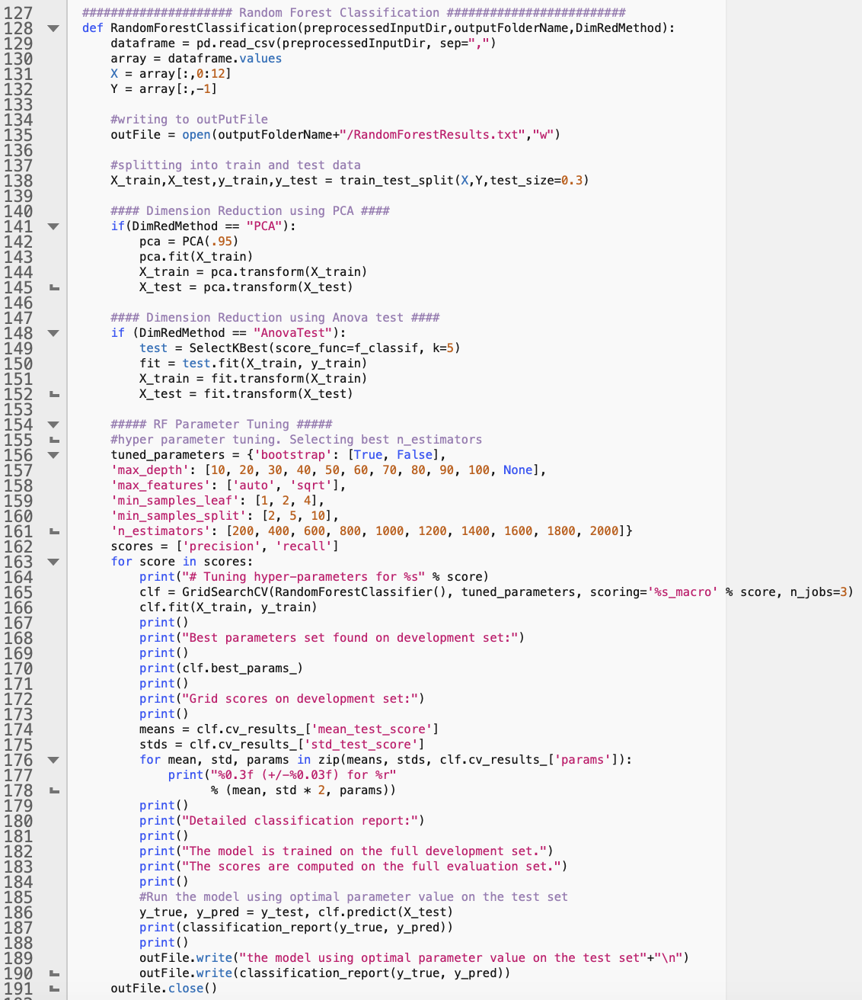 127 ##################### Random Forest Classification #########################
128 def RandomForestClassification(preprocessedInputDir,outputFolderName,DimRedMethod):
129     dataframe = pd.read_csv(preprocessedInputDir, sep=",")
130     array = dataframe.values
131     X = array[:,0:12]
132     Y = array[:,-1]
133
134     #writing to outPutFile
135     outFile = open(outputFolderName+"/RandomForestResults.txt","w")
136
137     #splitting into train and test data
138     X_train,X_test,y_train,y_test = train_test_split(X,Y,test_size=0.3)
139
140     #### Dimension Reduction using PCA ####
141     if(DimRedMethod == "PCA"):
142         pca = PCA(.95)
143         pca.fit(X_train)
144         X_train = pca.transform(X_train)
145         X_test = pca.transform(X_test)
146
147     #### Dimension Reduction using Anova test ####
148     if (DimRedMethod == "AnovaTest"):
149         test = SelectKBest(score_func=f_classif, k=5)
150         fit = test.fit(X_train, y_train)
151         X_train = fit.transform(X_train)
152         X_test = fit.transform(X_test)
153
154     ##### RF Parameter Tuning #####
155     #hyper parameter tuning. Selecting best n_estimators
156     tuned_parameters = {'bootstrap': [True, False],
157     'max_depth': [10, 20, 30, 40, 50, 60, 70, 80, 90, 100, None],
158     'max_features': ['auto', 'sqrt'],
159     'min_samples_leaf': [1, 2, 4],
160     'min_samples_split': [2, 5, 10],
161     'n_estimators': [200, 400, 600, 800, 1000, 1200, 1400, 1600, 1800, 2000]}
162     scores = ['precision', 'recall']
163     for score in scores:
164         print("# Tuning hyper-parameters for %s" % score)
165         clf = GridSearchCV(RandomForestClassifier(), tuned_parameters, scoring='%s_macro' % score, n_jobs=3)
166         clf.fit(X_train, y_train)
167         print()
168         print("Best parameters set found on development set:")
169         print()
170         print(clf.best_params_)
171         print()
172         print("Grid scores on development set:")
173         print()
174         means = clf.cv_results_['mean_test_score']
175         stds = clf.cv_results_['std_test_score']
176         for mean, std, params in zip(means, stds, clf.cv_results_['params']):
177             print("%0.3f (+/-%0.03f) for %r"
178                   % (mean, std * 2, params))
179         print()
180         print("Detailed classification report:")
181         print()
182         print("The model is trained on the full development set.")
183         print("The scores are computed on the full evaluation set.")
184         print()
185         #Run the model using optimal parameter value on the test set
186         y_true, y_pred = y_test, clf.predict(X_test)
187         print(classification_report(y_true, y_pred))
188         print()
189         outFile.write("the model using optimal parameter value on the test set"+"\n")
190         outFile.write(classification_report(y_true, y_pred))
191     outFile.close()